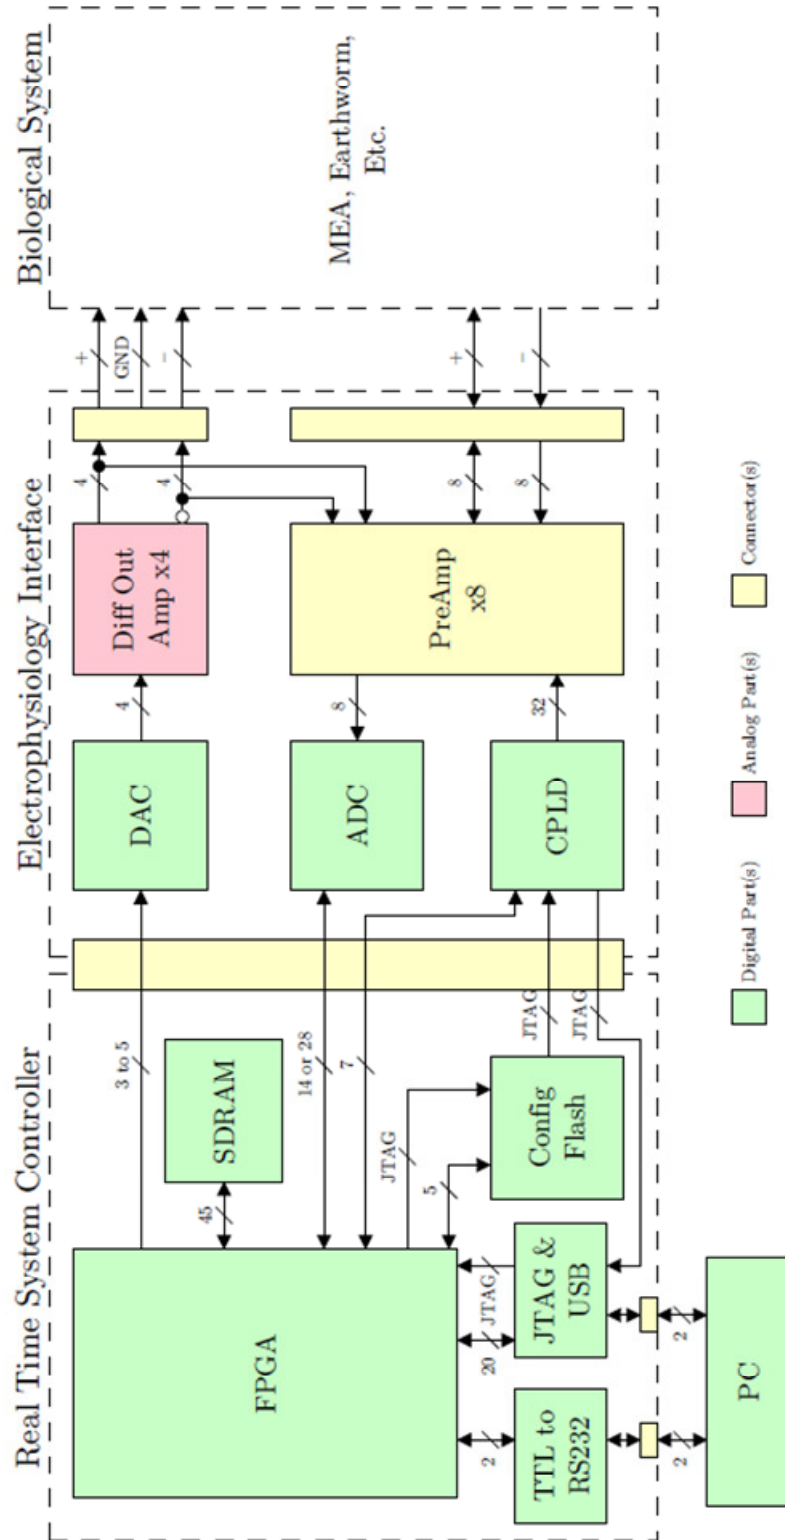 Real Time System Controller
Electrophysiology Interface
Biological System
FPGA
SDRAM
45
3 to 5
14 or 28
7
JTAG
5
Config
Flash
JTAG
JTAG
JTAG
20
JTAG &
USB
2
TTL to
RS232
2
2
PC
DAC
4
Diff Out
Amp x4
4
4
ADC
8
PreAmp
x8
CPLD
32
8
8
+
GND
−
+
−
MEA, Earthworm,
Etc.
Digital Part(s)
Analog Part(s)
Connector(s)